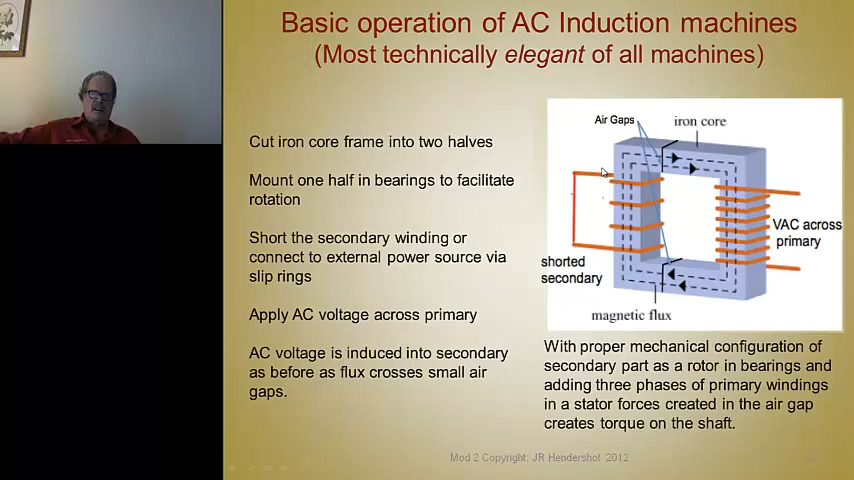 Basic operation of AC Induction machines
(Most technically elegant of all machines)
Cut iron core frame into two halves
Mount one half in bearings to facilitate
rotation
Short the secondary winding or
connect to external power source via
slip rings
Apply AC voltage across primary
AC voltage is induced into secondary
as before as flux crosses small air
gaps.
Air Gaps
iron core
VAC across
primary
shorted
secondary
magnetic flux
With proper mechanical configuration of
secondary part as a rotor in bearings and
adding three phases of primary windings
in a stator forces created in the air gap
creates torque on the shaft.
Mod 2 Copyright: JR Hendershot 2012